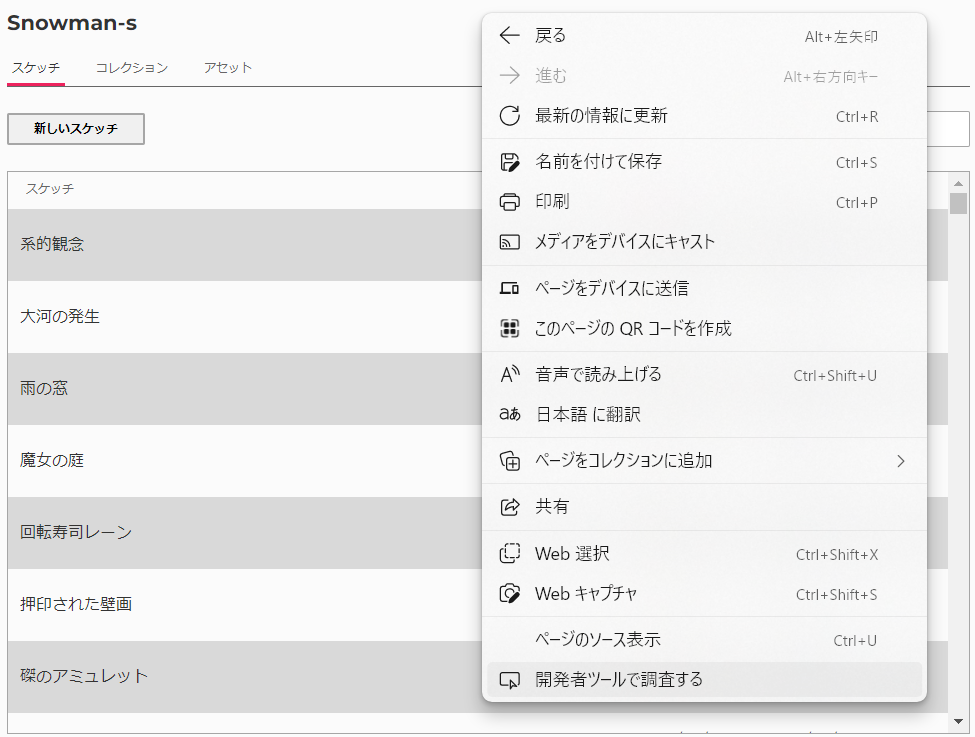 Snowman-s
スケッチ コレクション アセット
新しいスケッチ
スケッチ
系的観念
大河の発生
雨の窓
魔女の庭
回転寿司レーン
押印された壁画
磔のアミュレット
戻る Alt+左矢印
進む Alt+右方向キー
最新の情報に更新 Ctrl+R
名前を付けて保存 Ctrl+S
印刷 Ctrl+P
メディアをデバイスにキャスト
ページをデバイスに送信
このページの QR コードを作成
音声で読み上げる Ctrl+Shift+U
日本語 に翻訳
ページをコレクションに追加
共有
Web 選択 Ctrl+Shift+X
Web キャプチャ Ctrl+Shift+S
ページのソース表示 Ctrl+U
開発者ツールで調査する